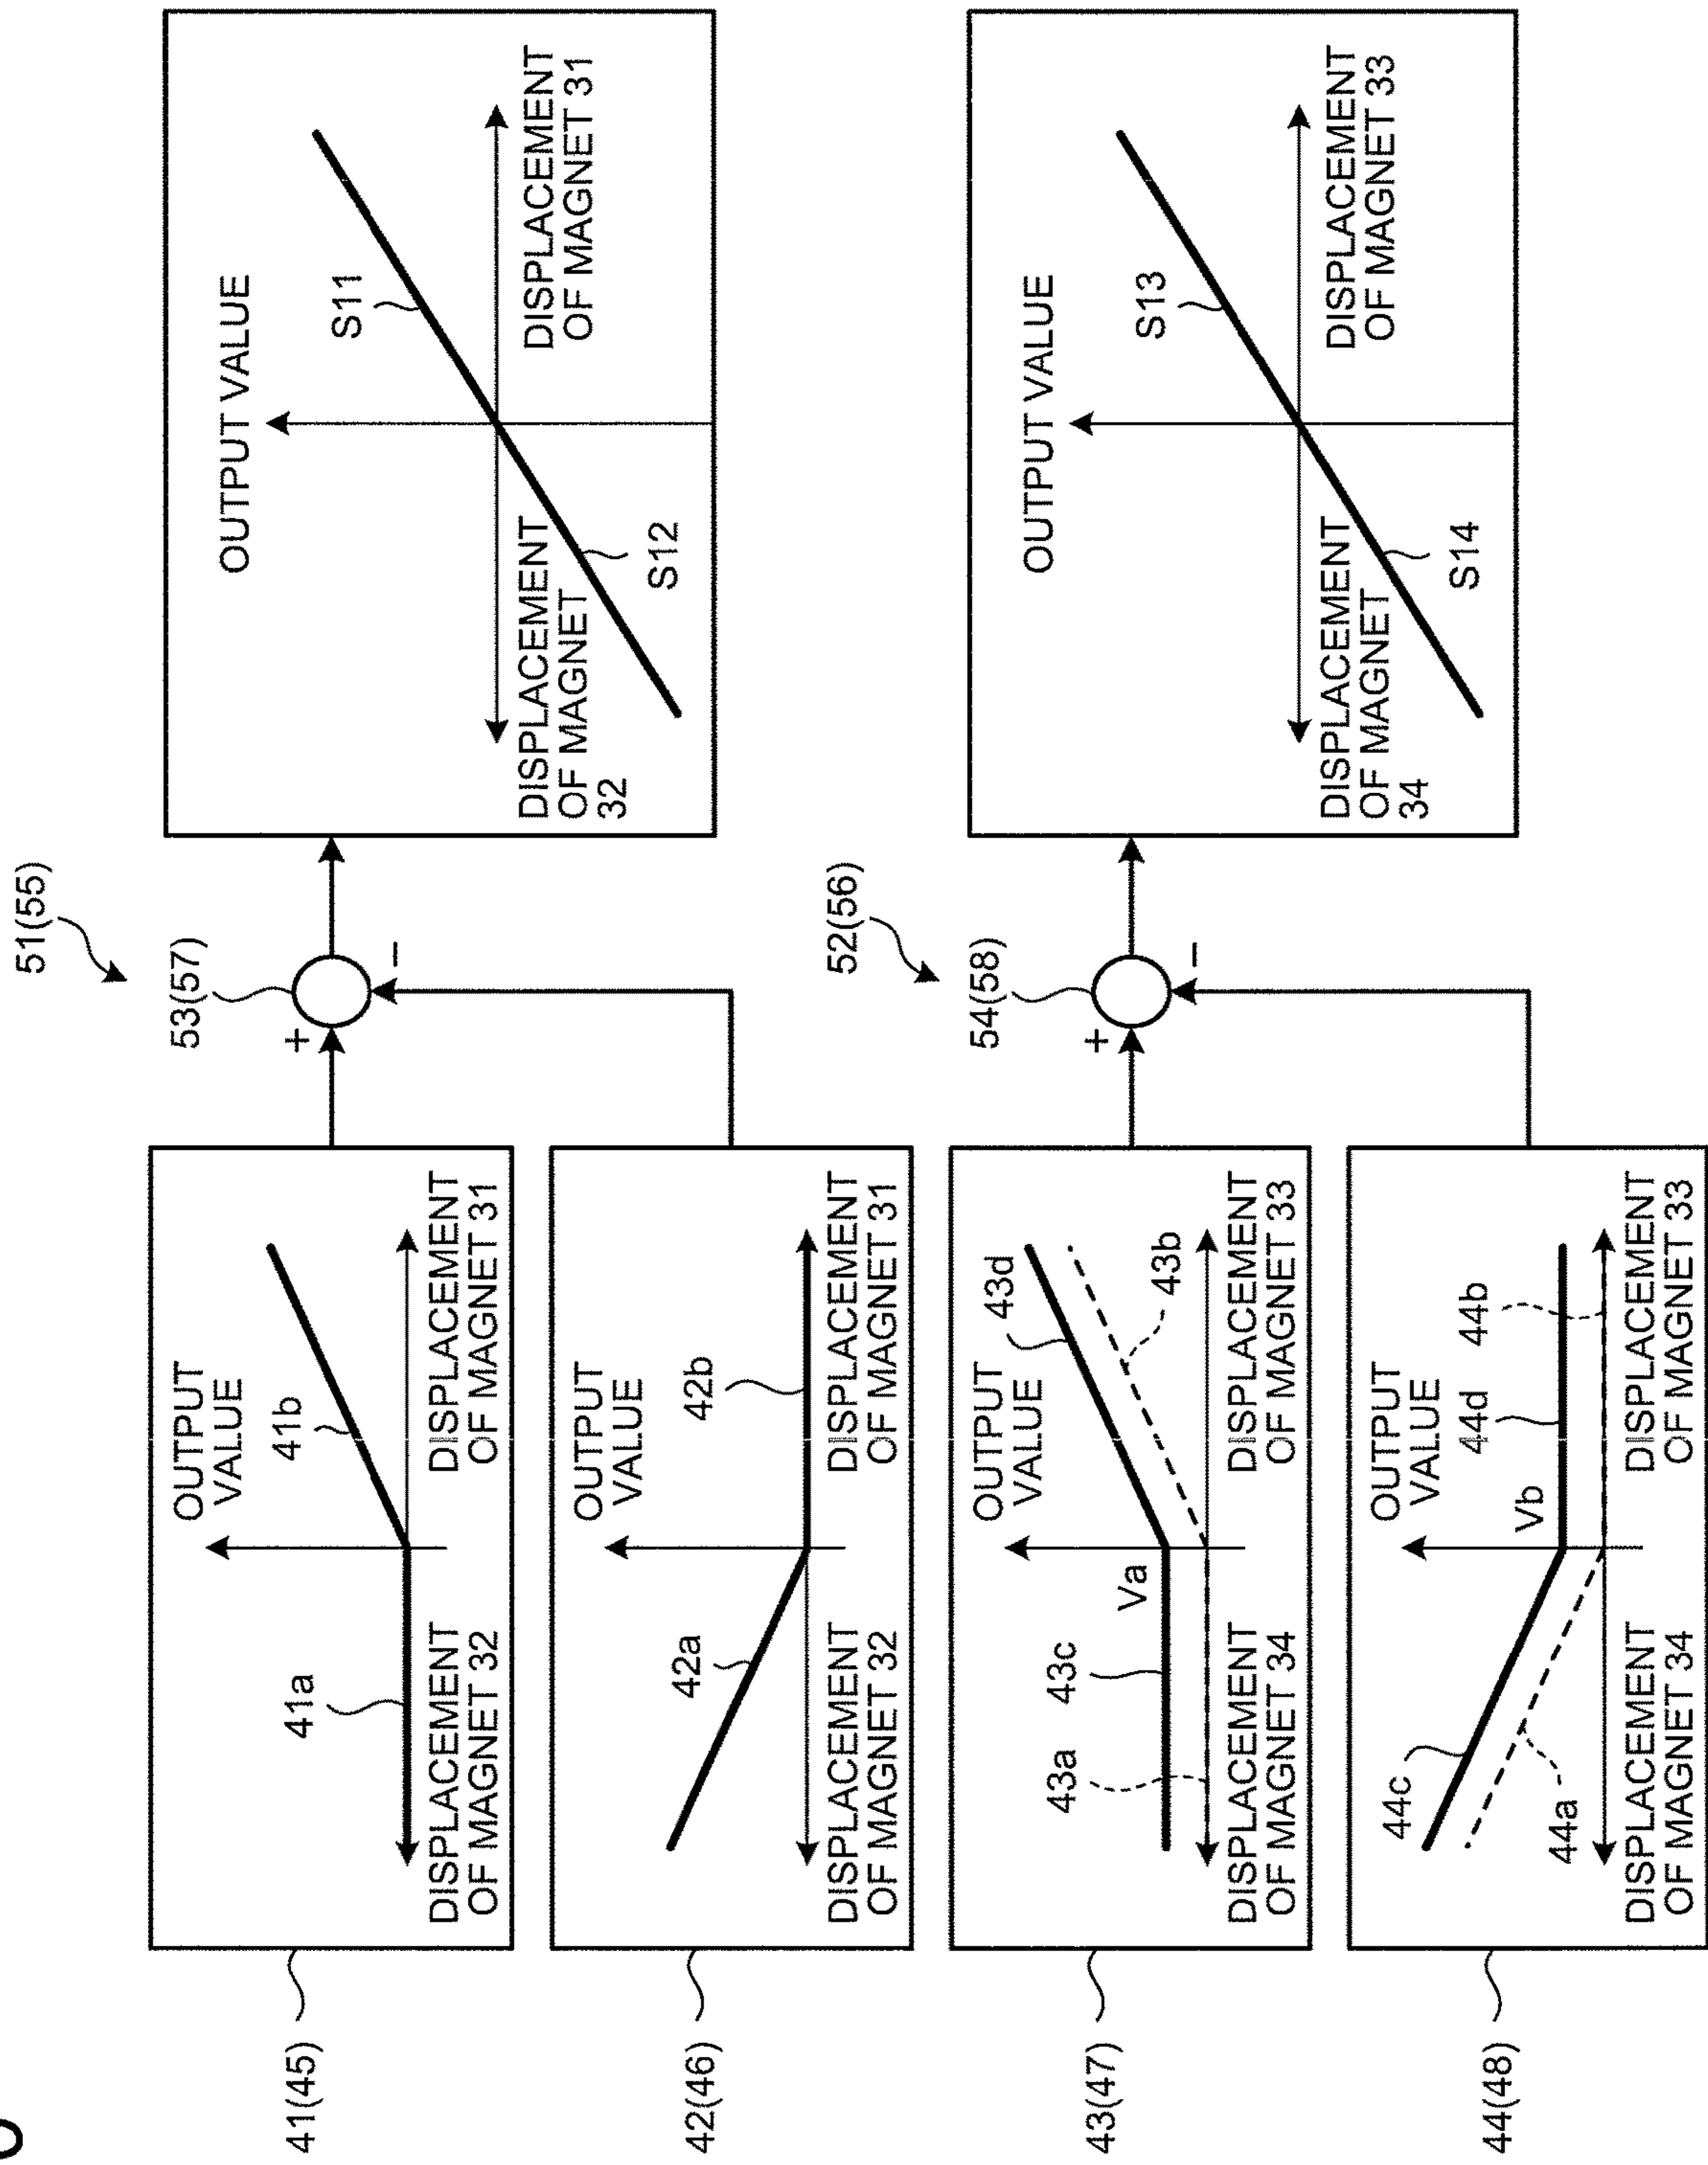 51(55)
53(57)
+
−
OUTPUT VALUE
S11
DISPLACEMENT
OF MAGNET 31
DISPLACEMENT
OF MAGNET
32
S12
41(45)
OUTPUT
VALUE
41a
41b
DISPLACEMENT
OF MAGNET 32
DISPLACEMENT
OF MAGNET 31
42(46)
OUTPUT
VALUE
42a
42b
DISPLACEMENT
OF MAGNET 32
DISPLACEMENT
OF MAGNET 31
52(56)
54(58)
+
−
OUTPUT VALUE
S13
DISPLACEMENT
OF MAGNET 33
DISPLACEMENT
OF MAGNET
34
S14
43(47)
OUTPUT
VALUE
43a
43c
Va
43d
43b
DISPLACEMENT
OF MAGNET 34
DISPLACEMENT
OF MAGNET 33
44(48)
OUTPUT
VALUE
44c
44a
Vb
44d
44b
DISPLACEMENT
OF MAGNET 34
DISPLACEMENT
OF MAGNET 33